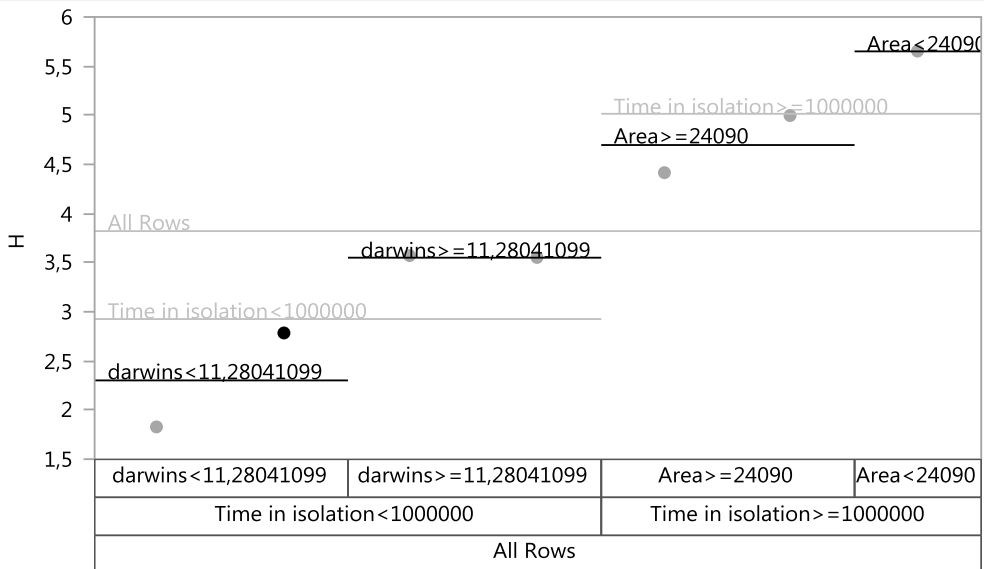 6
Area<24090
5,5
Time in isolation>=1000000
5
Area>=24090
4,5
4
All Rows
H
darwins>=11,28041099
3,5
Time in isolation<1000000
3
2,5
darwins<11,28041099
2
1,5
darwins<11,28041099 darwins>=11,28041099 Area>=24090 Area<24090
Time in isolation<1000000 Time in isolation>=1000000
All Rows